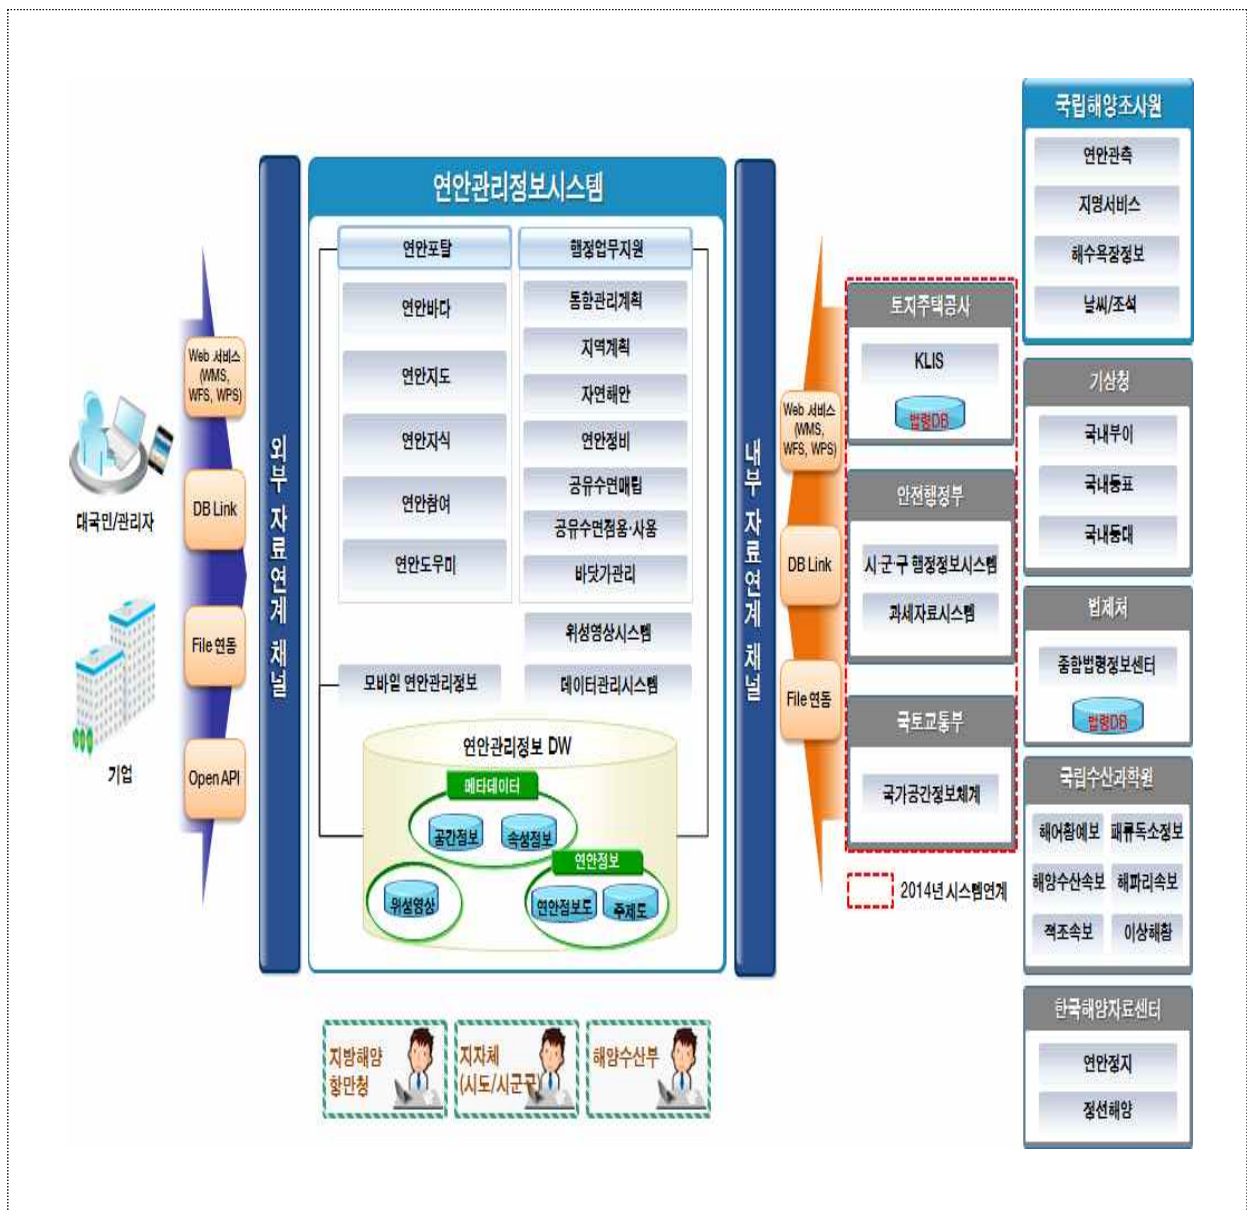 연안관리정보시스템
연안포탈
연안바다
연안지도
연안지식
연안참여
연안도우미
모바일 연안관리정보
행정업무지원
통합관리계획
지역계획
자연해안
연안정비
공유수면매립
공유수면점용·사용
바닷가관리
위성영상시스템
데이터관리시스템
연안관리정보 DW
메타데이터
공간정보
속성정보
연안정보
위성영상
연안정보도
주제도
대국민/관리자
기업
Web 서비스
(WMS,
WFS, WPS)
DB Link
File 연동
Open API
외부 자료연계 채널
내부 자료연계 채널
Web 서비스
(WMS,
WFS, WPS)
DB Link
File 연동
토지주택공사
KLIS
법령DB
안전행정부
시·군·구 행정정보시스템
과세자료시스템
국토교통부
국가공간정보체계
2014년 시스템연계
국립해양조사원
연안관측
지명서비스
해수욕장정보
날씨/조석
기상청
국내부이
국내등표
국내등대
법제처
종합법령정보센터
법령DB
국립수산과학원
해어황예보
패류독소정보
해양수산속보
해파리속보
적조속보
이상해황
한국해양자료센터
연안정지
정선해양
지방해양
항만청
지자체
(시도/시군구)
해양수산부